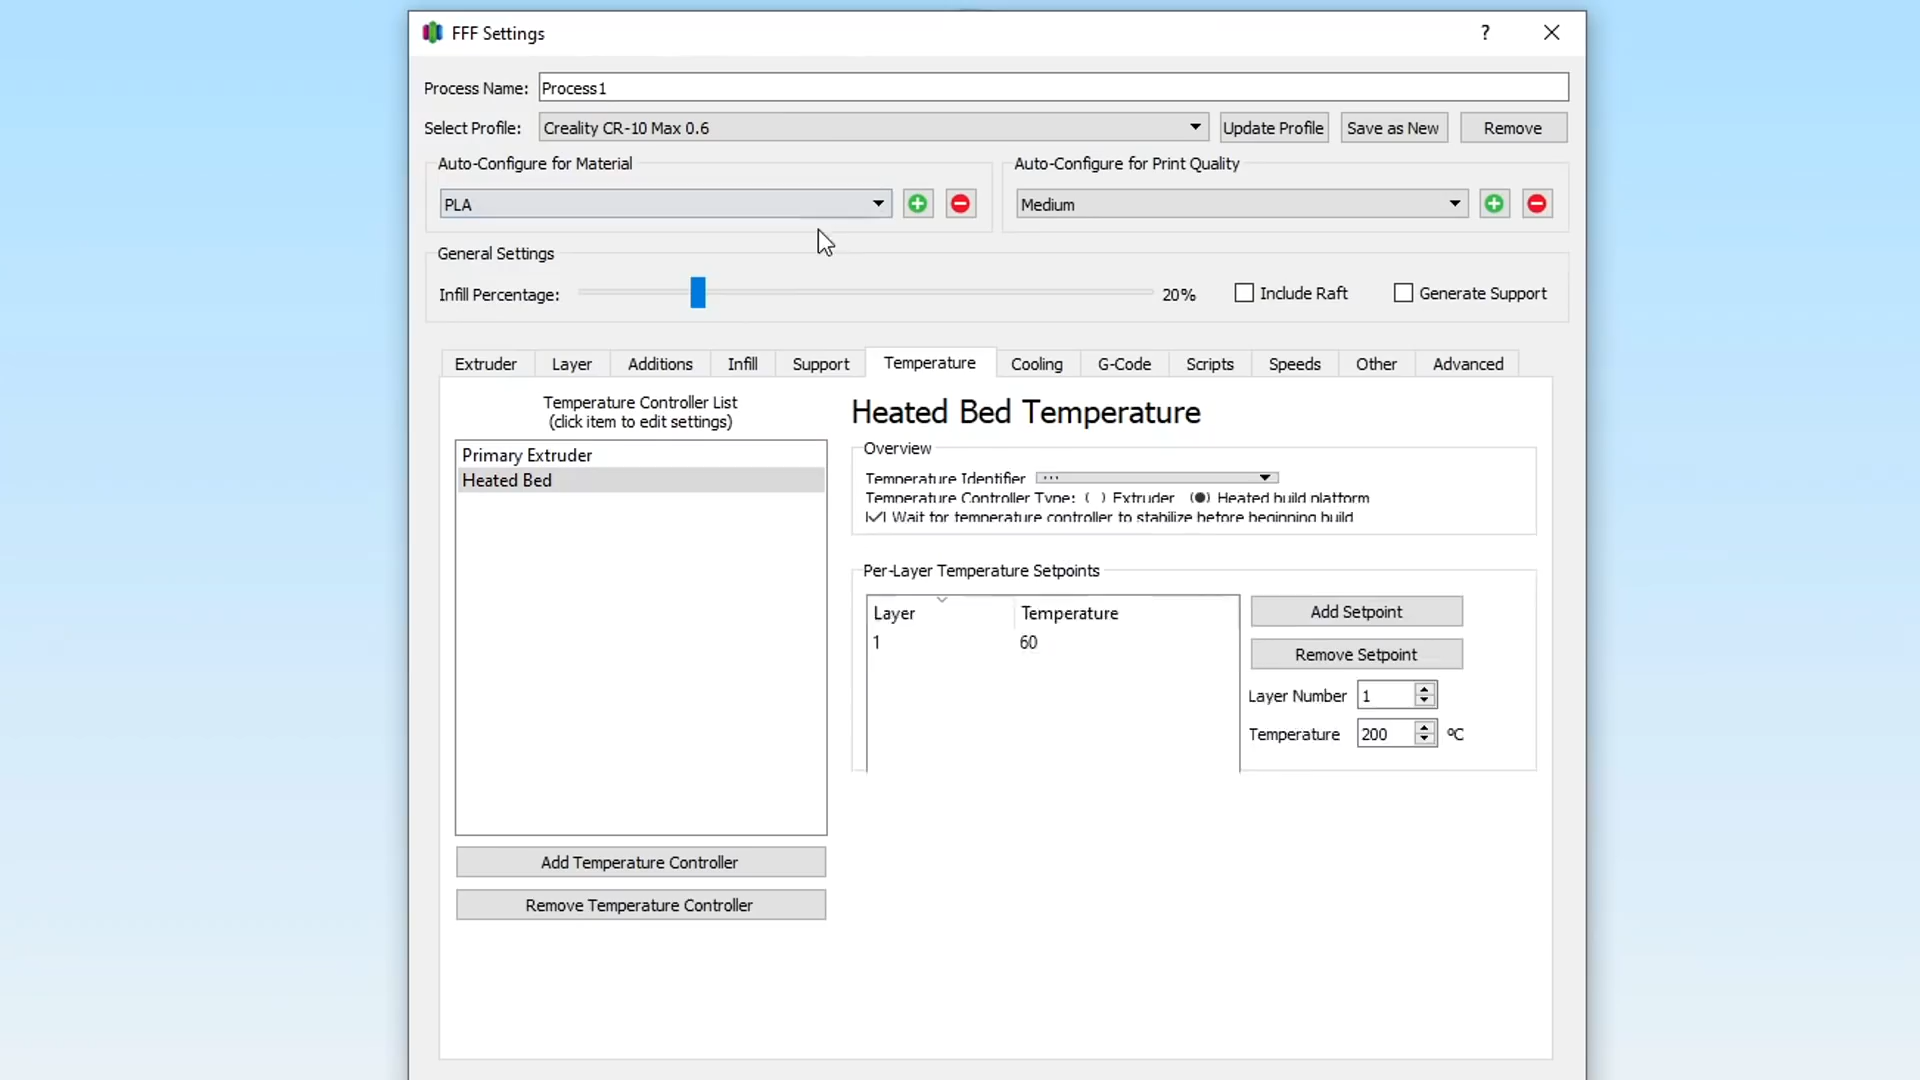 FFF Settings
?
Process Name: Process1
Select Profile: Creality CR-10 Max 0.6 Update Profile Save as New Remove
Auto-Configure for Material Auto-Configure for Print Quality
PLA Medium
General Settings
Infill Percentage: 20% Include Raft Generate Support
Extruder Layer Additions Infill Support Temperature Cooling G-Code Scripts Speeds Other Advanced
Temperature Controller List
(click item to edit settings)
Primary Extruder
Heated Bed
Add Temperature Controller
Remove Temperature Controller
Heated Bed Temperature
Overview
Temperature Identifier
Temperature Controller Type: Extruder Heated build platform
Wait for temperature controller to stabilize before beginning build
Per-Layer Temperature Setpoints
Layer Temperature
1 60
Add Setpoint
Remove Setpoint
Layer Number 1
Temperature 200 ºC